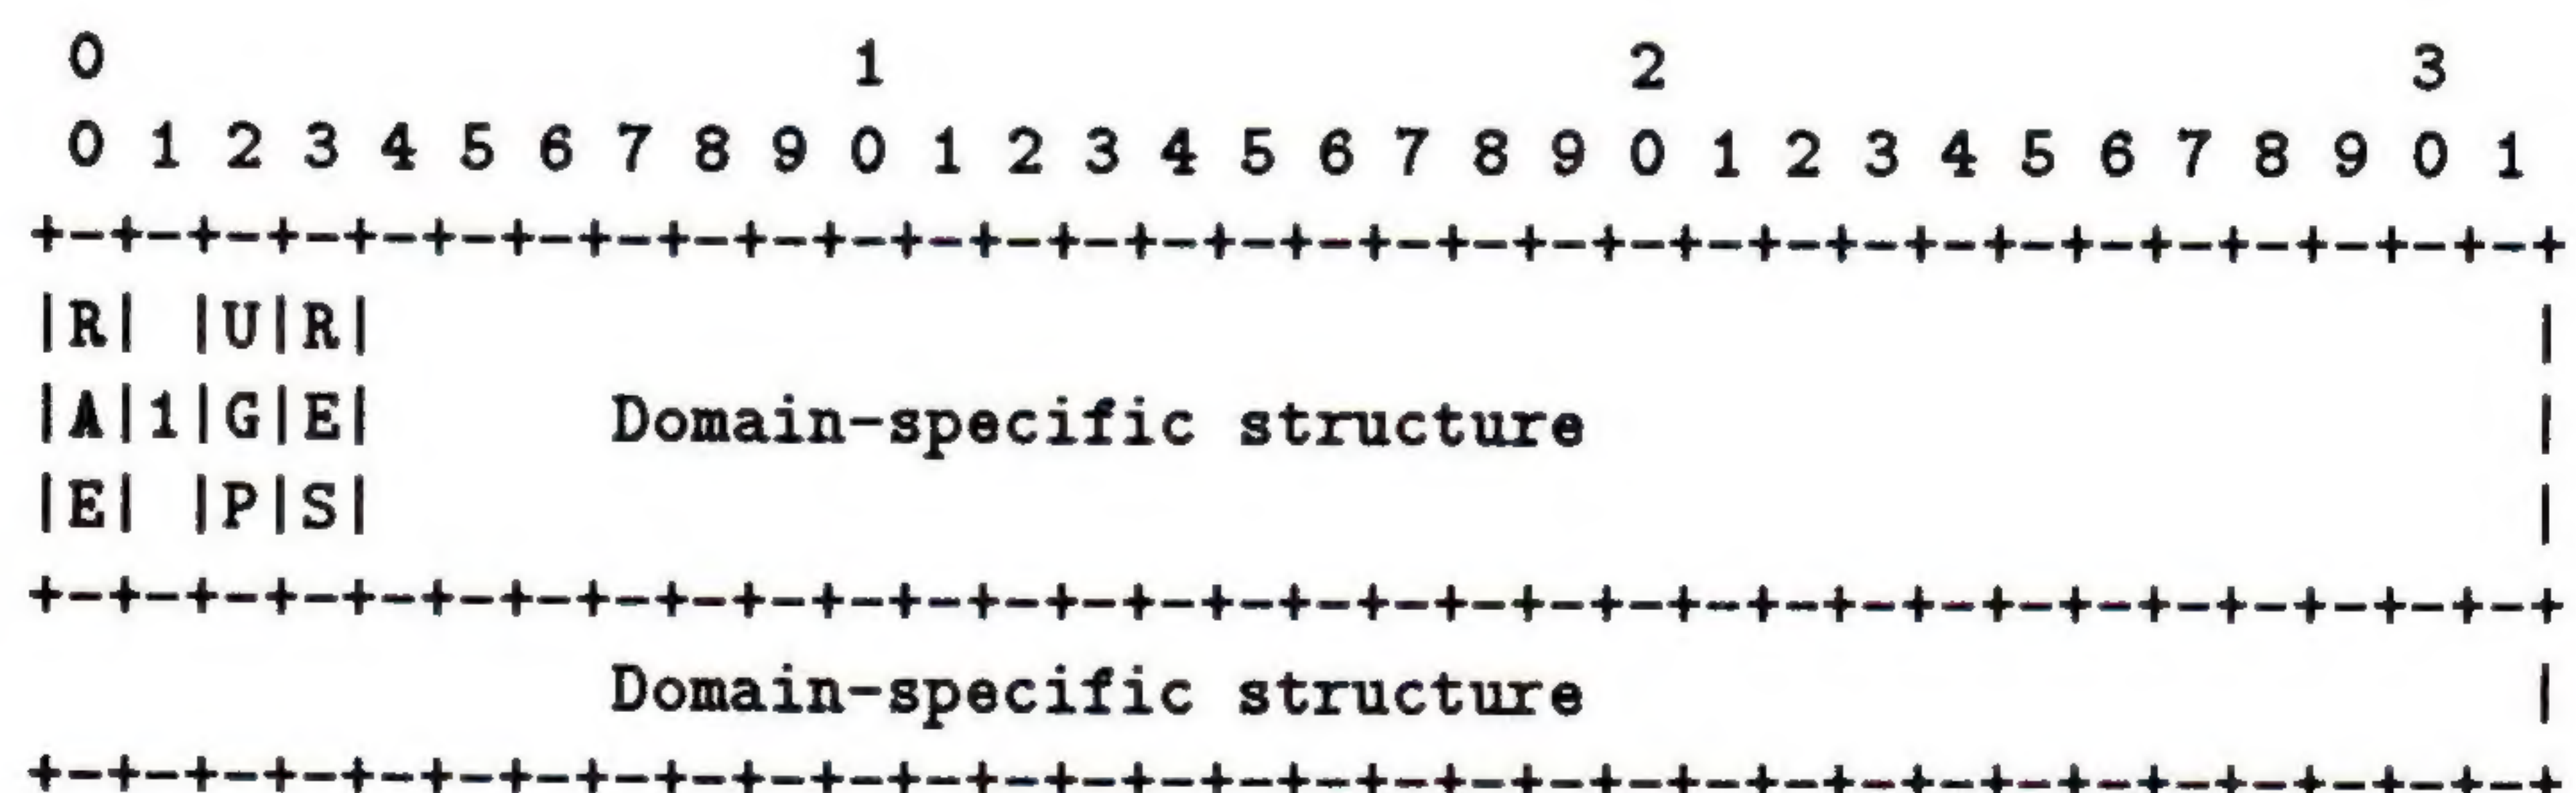 0                   1                   2                   3
 0 1 2 3 4 5 6 7 8 9 0 1 2 3 4 5 6 7 8 9 0 1 2 3 4 5 6 7 8 9 0 1
+-+-+-+-+-+-+-+-+-+-+-+-+-+-+-+-+-+-+-+-+-+-+-+-+-+-+-+-+-+-+-+-+
|R| |U|R|                                                       |
|A|1|G|E|      Domain-specific structure                        |
|E| |P|S|                                                       |
+-+-+-+-+-+-+-+-+-+-+-+-+-+-+-+-+-+-+-+-+-+-+-+-+-+-+-+-+-+-+-+-+
               Domain-specific structure                        |
+-+-+-+-+-+-+-+-+-+-+-+-+-+-+-+-+-+-+-+-+-+-+-+-+-+-+-+-+-+-+-+-+